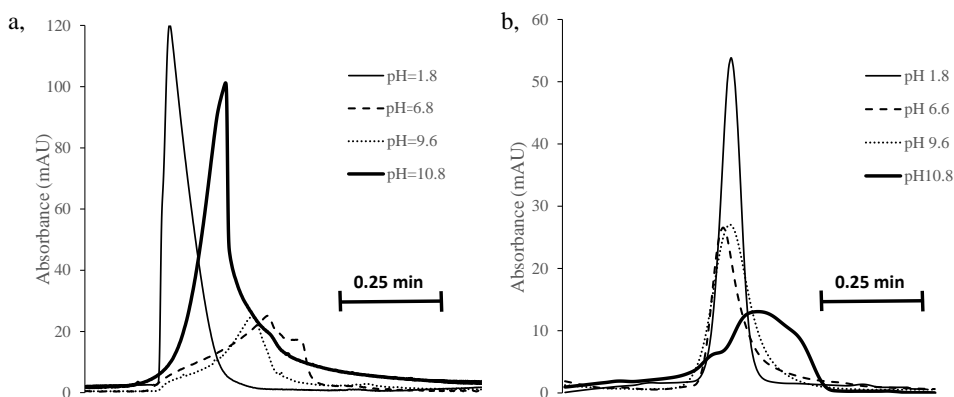 a,
Absorbance (mAU)
120
100
80
60
40
20
0
pH=1.8
pH=6.8
pH=9.6
pH=10.8
0.25 min
b,
Absorbance (mAU)
60
50
40
30
20
10
0
pH 1.8
pH 6.6
pH 9.6
pH10.8
0.25 min